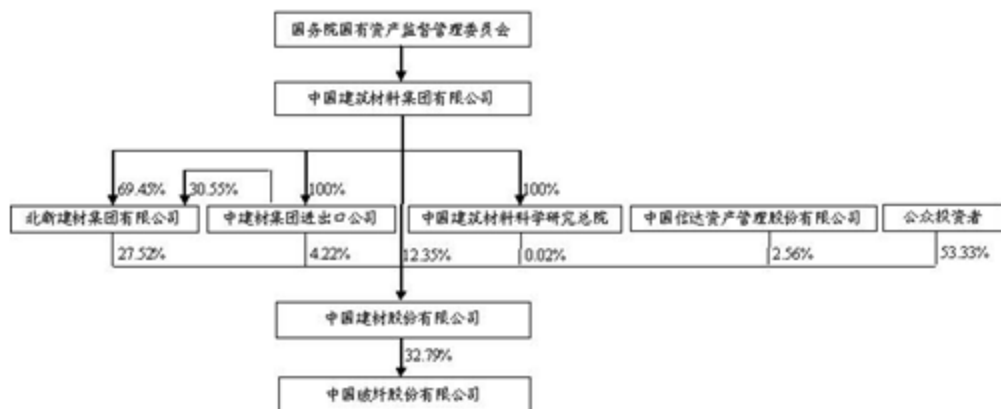 国务院国有资产监督管理委员会
中国建筑材料集团有限公司
69.45% 30.55% 100% 100%
北新建材集团有限公司 中建材集团进出口公司 中国建筑材料科学研究总院 中国信达资产管理股份有限公司 公众投资者
27.52% 4.22% 12.35% 0.02% 2.56% 53.33%
中国建材股份有限公司
32.79%
中国玻纤股份有限公司